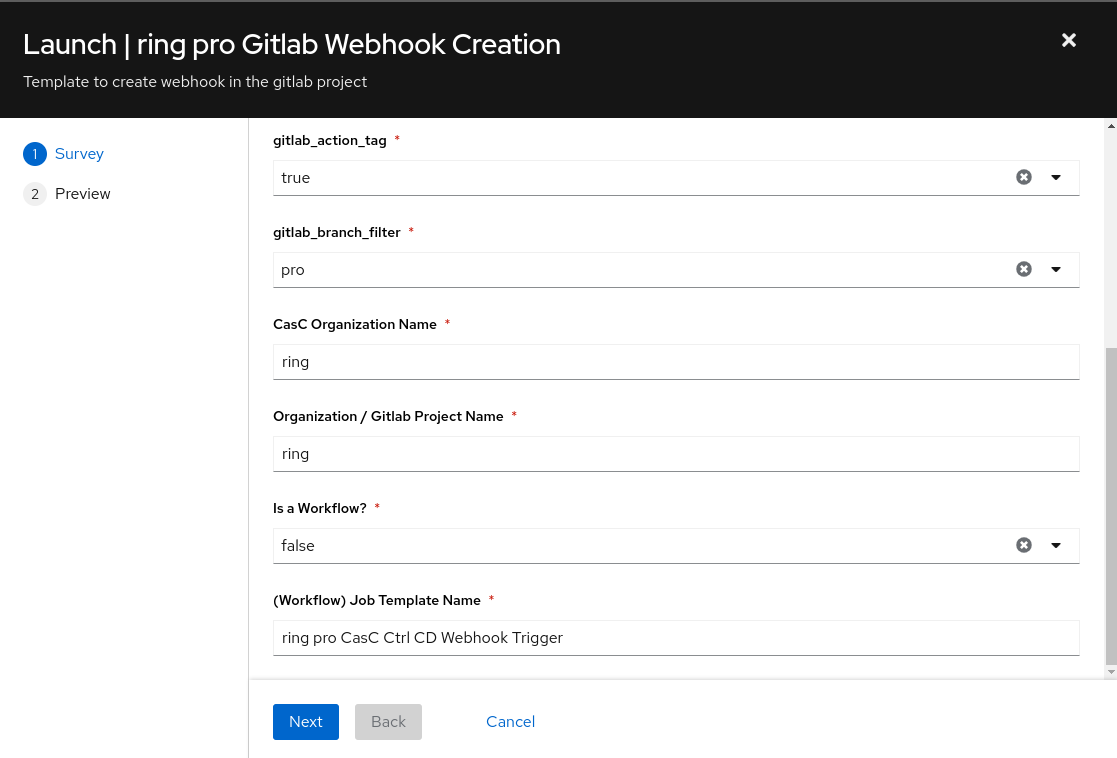 Launch | ring pro Gitlab Webhook Creation
Template to create webhook in the gitlab project
1 Survey
2 Preview
gitlab_action_tag *
true
gitlab_branch_filter *
pro
CasC Organization Name *
ring
Organization / Gitlab Project Name *
ring
Is a Workflow? *
false
(Workflow) Job Template Name *
ring pro CasC Ctrl CD Webhook Trigger
Next Back Cancel